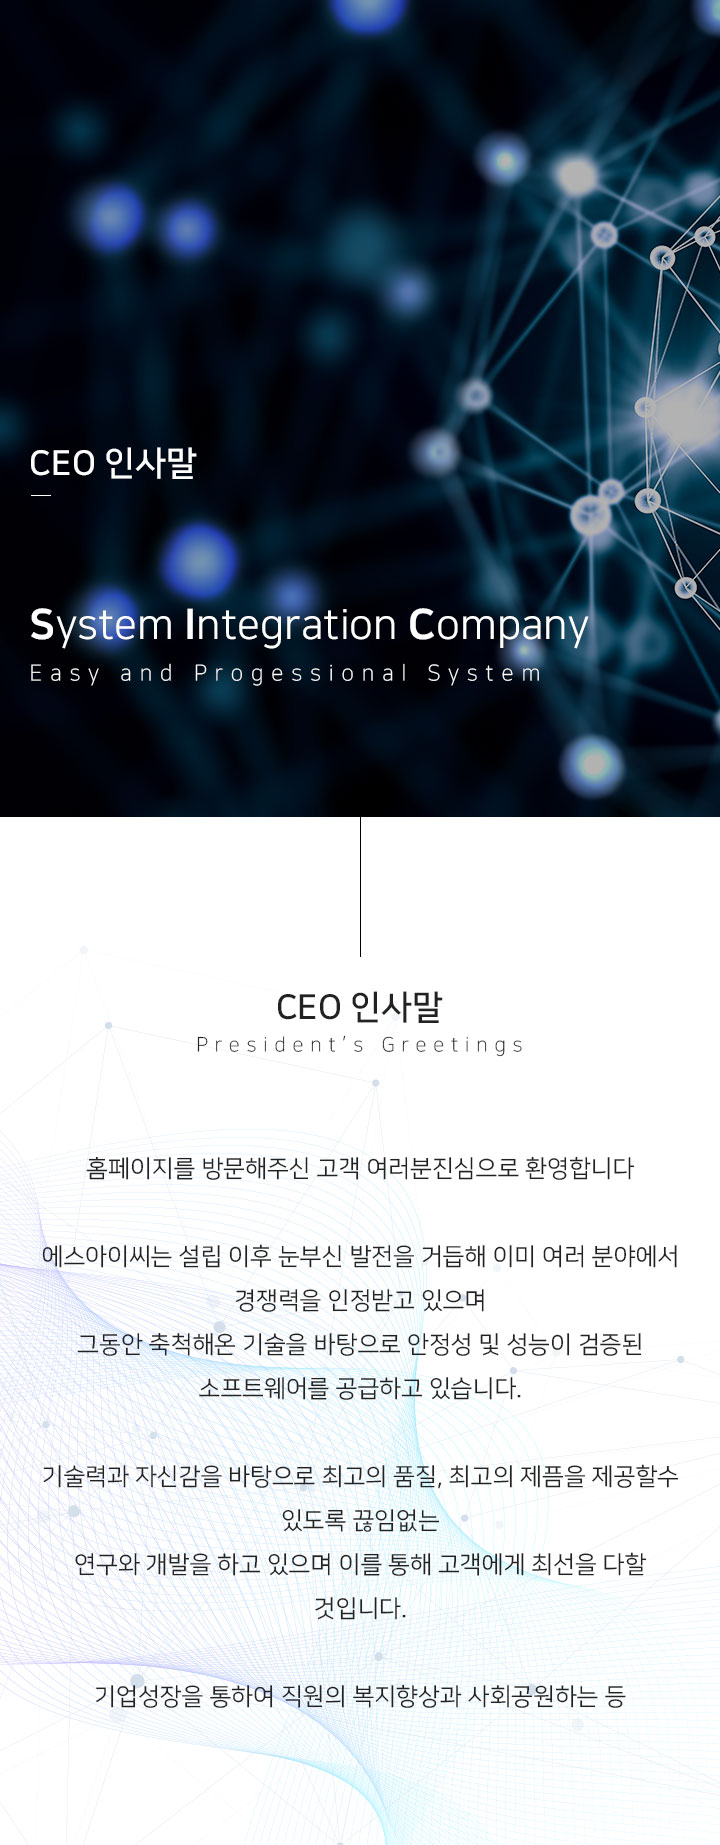 CEO 인사말
System Integration Company
Easy and Progessional System
CEO 인사말
President's Greetings
홈페이지를 방문해주신 고객 여러분진심으로 환영합니다
에스아이씨는 설립 이후 눈부신 발전을 거듭해 이미 여러 분야에서
경쟁력을 인정받고 있으며
그동안 축척해온 기술을 바탕으로 안정성 및 성능이 검증된
소프트웨어를 공급하고 있습니다.
기술력과 자신감을 바탕으로 최고의 품질, 최고의 제픔을 제공할수
있도록 끊임없는
연구와 개발을 하고 있으며 이를 통해 고객에게 최선을 다할
것입니다.
기업성장을 통하여 직원의 복지향상과 사회공원하는 등